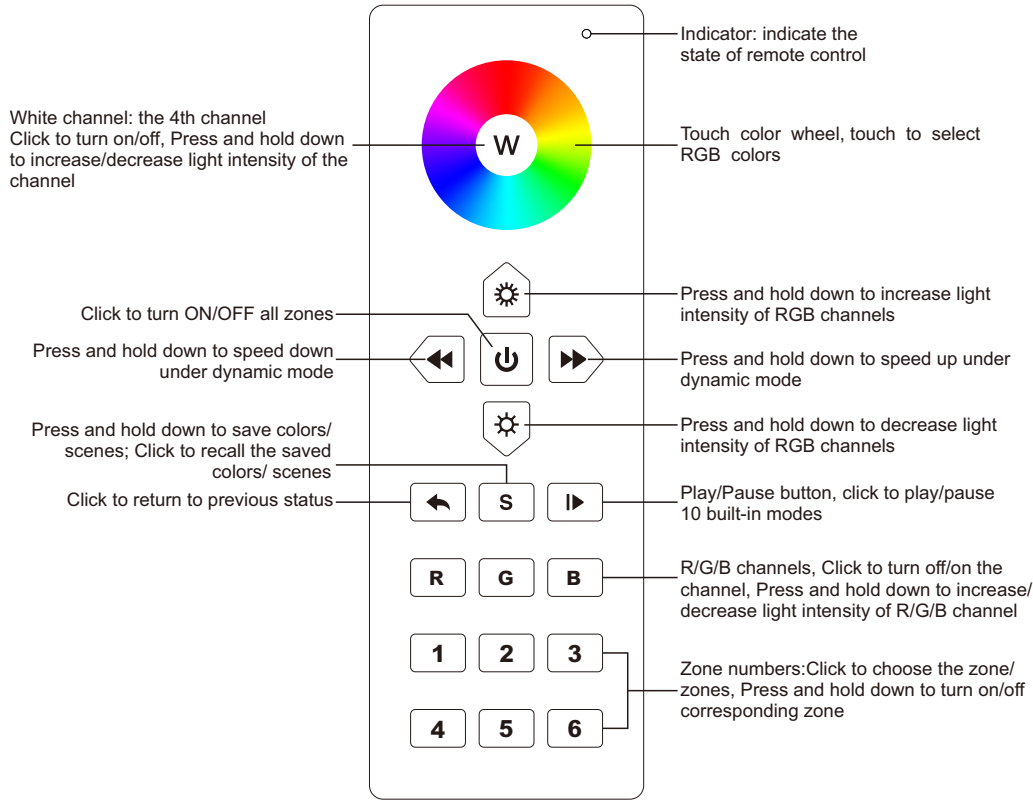 Indicator: indicate the
state of remote control
White channel: the 4th channel
Click to turn on/off, Press and hold down
to increase/decrease light intensity of the
channel
W
Touch color wheel, touch to select
RGB colors
Press and hold down to increase light
intensity of RGB channels
Click to turn ON/OFF all zones
Press and hold down to speed down
under dynamic mode
Press and hold down to speed up under
dynamic mode
Press and hold down to decrease light
intensity of RGB channels
Press and hold down to save colors/
scenes; Click to recall the saved
colors/ scenes
Click to return to previous status
S
Play/Pause button, click to play/pause
10 built-in modes
R G B
R/G/B channels, Click to turn off/on the
channel, Press and hold down to increase/
decrease light intensity of R/G/B channel
1 2 3
Zone numbers:Click to choose the zone/
zones, Press and hold down to turn on/off
corresponding zone
4 5 6